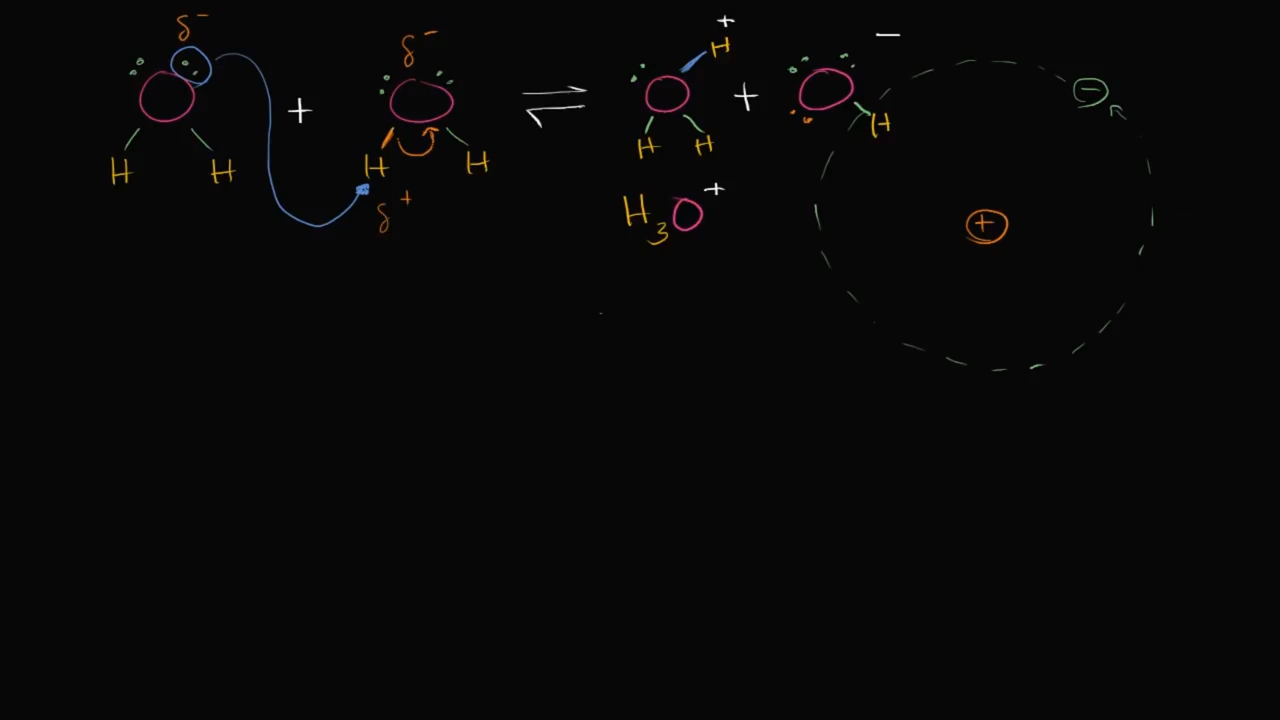 δ⁻ δ⁻ +
O + O ⇌ O H + O −
H H H H H H H
δ⁺
H₃O⁺
−
+